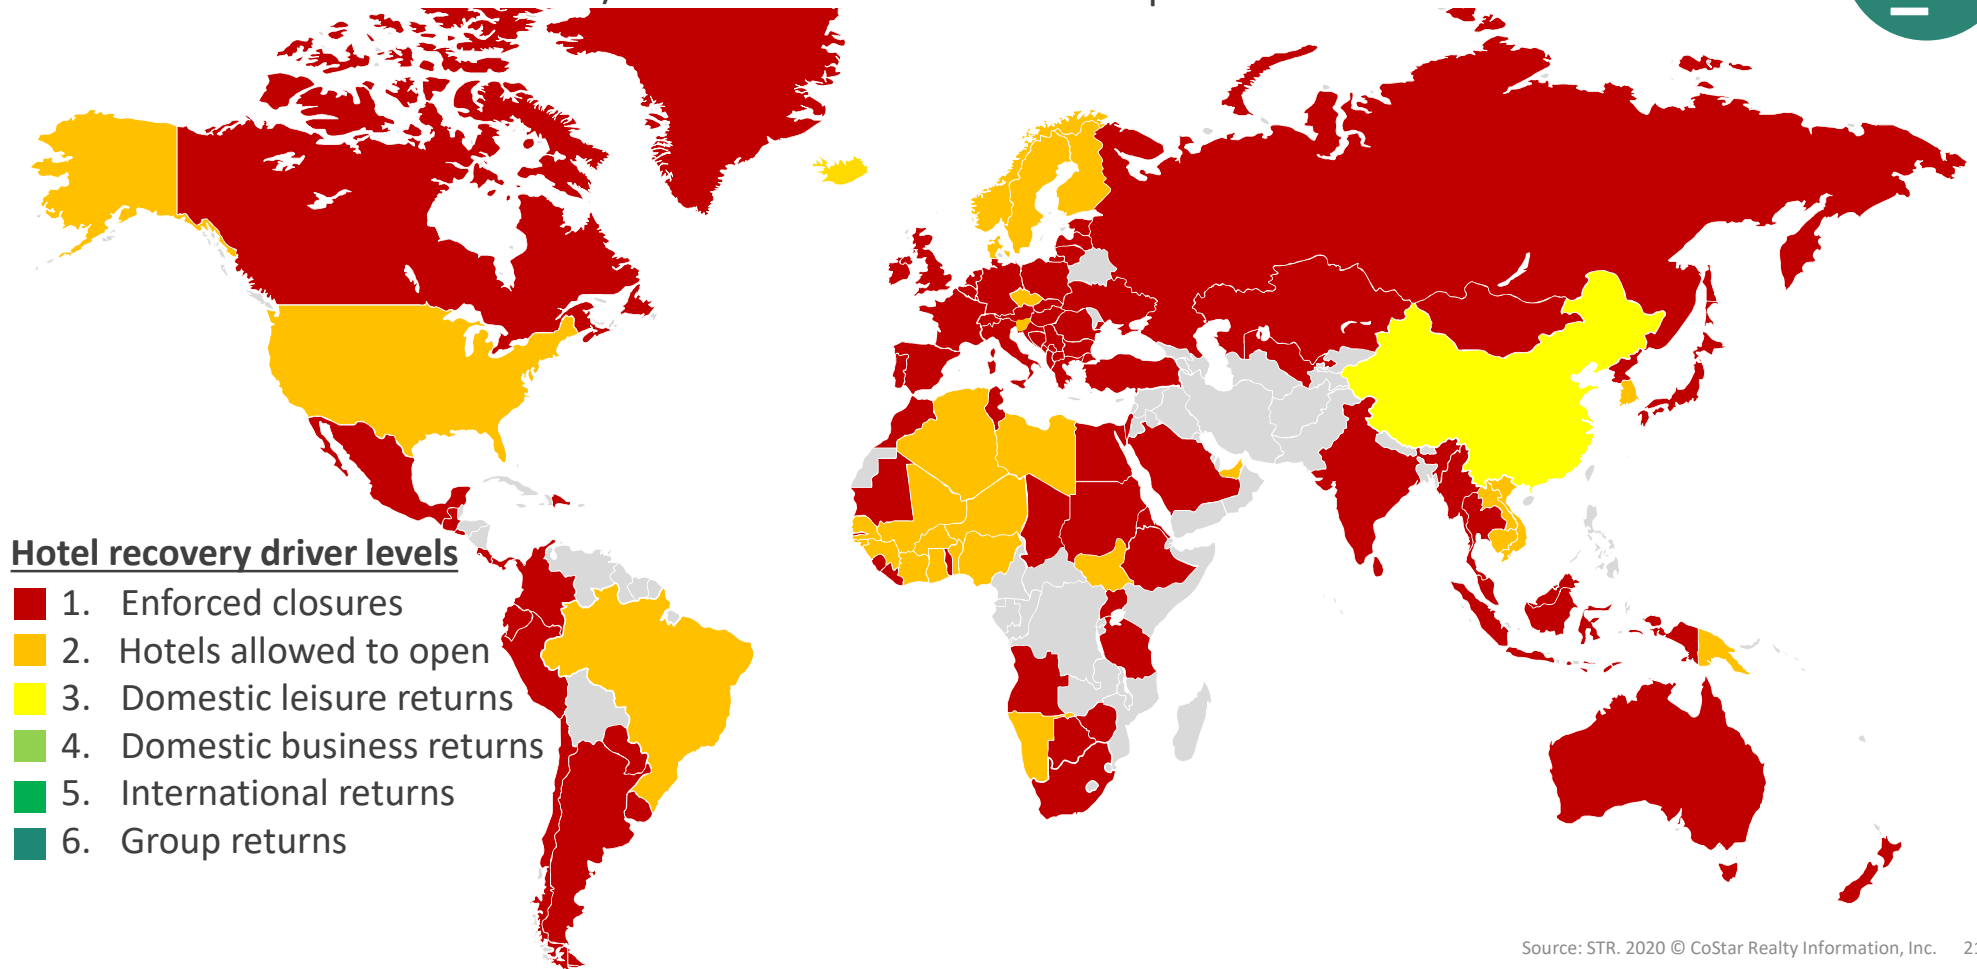 Hotel recovery driver levels
1. Enforced closures
2. Hotels allowed to open
3. Domestic leisure returns
4. Domestic business returns
5. International returns
6. Group returns
Source: STR. 2020 © CoStar Realty Information, Inc.